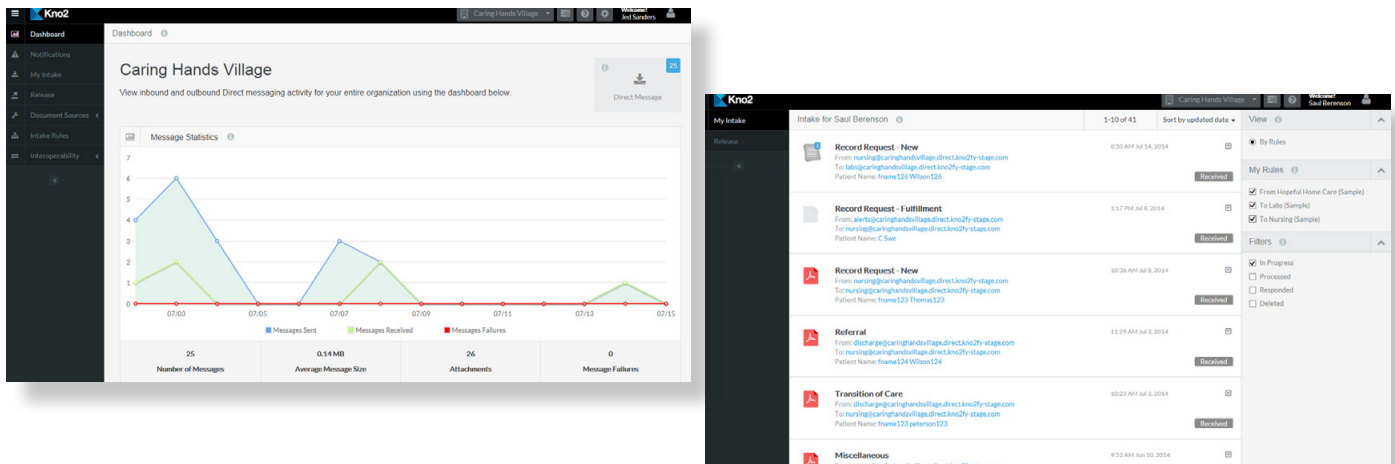 Kno2
Caring Hands Village
Welcome!
Jed Sanders
Dashboard
Notifications
My Intake
Release
Document Sources
Intake Rules
Interoperability
Dashboard
Caring Hands Village
View inbound and outbound Direct messaging activity for your entire organization using the dashboard below.
25
Direct Message
Message Statistics
7
6
5
4
3
2
1
0
07/03 07/05 07/07 07/09 07/11 07/13 07/15
Messages Sent Messages Received Messages Failures
25 0.14 MB 26 0
Number of Messages Average Message Size Attachments Message Failures
Kno2
Caring Hands Village
Welcome!
Saul Berenson
My Intake
Release
Intake for Saul Berenson 1-10 of 41 Sort by updated date
Record Request - New 8:50 AM Jul 14, 2014
From: nursing@caringhandsvillage.direct.kno2fy-stage.com
To: labs@caringhandsvillage.direct.kno2fy-stage.com
Patient Name: fname126 Wilson126 Received
Record Request - Fulfillment 1:17 PM Jul 8, 2014
From: alerts@caringhandsvillage.direct.kno2fy-stage.com
To: nursing@caringhandsvillage.direct.kno2fy-stage.com
Patient Name: C Swe Received
Record Request - New 10:36 AM Jul 8, 2014
From: nursing@caringhandsvillage.direct.kno2fy-stage.com
To: nursing@caringhandsvillage.direct.kno2fy-stage.com
Patient Name: fname123 Thomas123 Received
Referral 11:29 AM Jul 3, 2014
From: discharge@caringhandsvillage.direct.kno2fy-stage.com
To: nursing@caringhandsvillage.direct.kno2fy-stage.com
Patient Name: fname124 Wilson124 Received
Transition of Care 10:23 AM Jul 3, 2014
From: discharge@caringhandsvillage.direct.kno2fy-stage.com
To: nursing@caringhandsvillage.direct.kno2fy-stage.com
Patient Name: fname123 peterson123 Received
Miscellaneous 9:52 AM Jun 10, 2014
View
By Rules
My Rules
From Hopeful Home Care (Sample)
To Labs (Sample)
To Nursing (Sample)
Filters
In Progress
Processed
Responded
Deleted